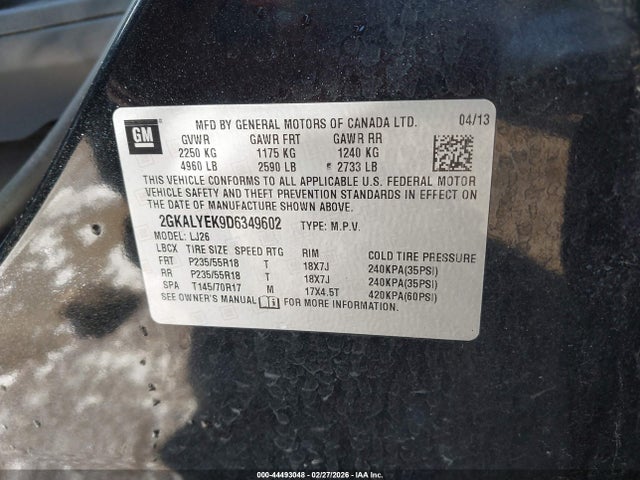 GM
MFD BY GENERAL MOTORS OF CANADA LTD. 04/13
GVWR GAWR FRT GAWR RR
2250 KG 1175 KG 1240 KG
4960 LB 2590 LB 2733 LB
THIS VEHICLE CONFORMS TO ALL APPLICABLE U.S. FEDERAL MOTOR
VEHICLE SAFETY AND THEFT PREVENTION STANDARDS IN EFFECT ON
THE DATE OF MANUFACTURE SHOWN ABOVE.
2GKALYEK9D6349602 TYPE: M.P.V.
MODEL: LJ26
LBCX TIRE SIZE SPEED RTG RIM COLD TIRE PRESSURE
FRT P235/55R18 T 18X7J 240KPA(35PSI)
RR P235/55R18 T 18X7J 240KPA(35PSI)
SPA T145/70R17 M 17X4.5T 420KPA(60PSI)
SEE OWNER'S MANUAL FOR MORE INFORMATION.
000-44493048 - 02/27/2026 - IAA Inc.